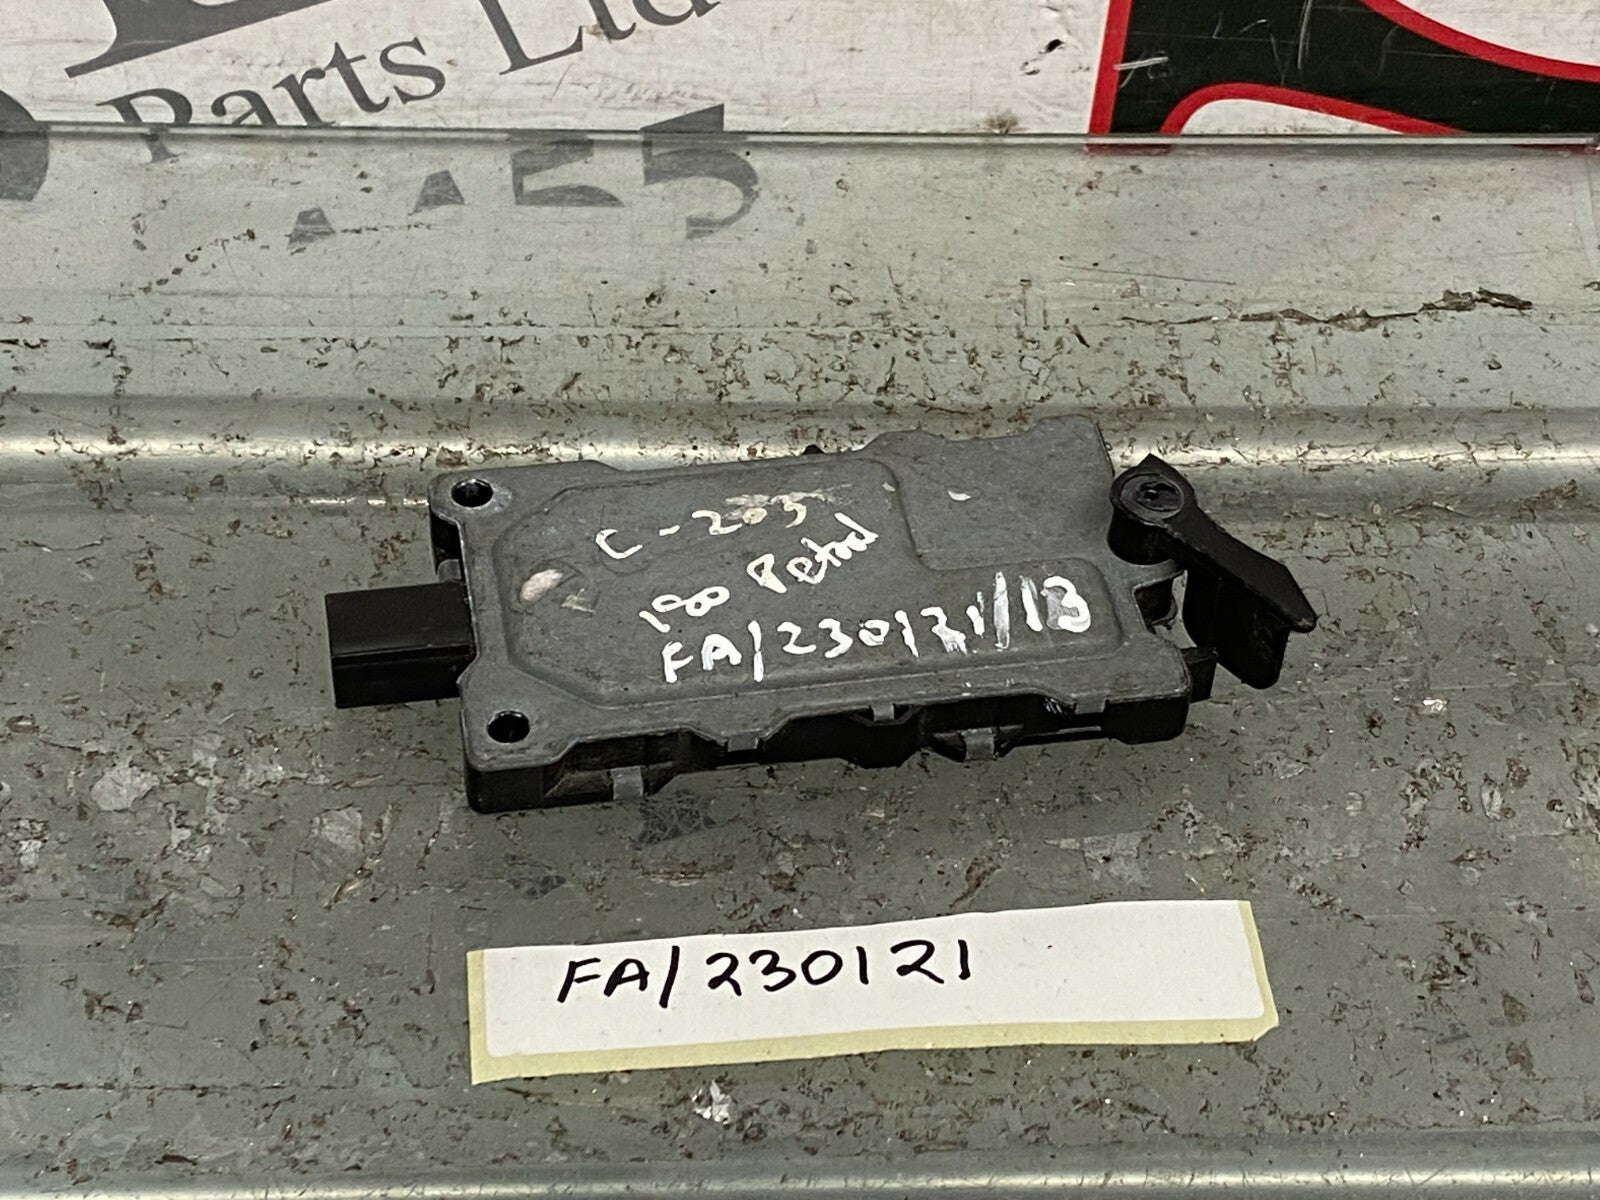 Parts Ltd
C-203
180 Petrol
FA/230121/13
FA/230121